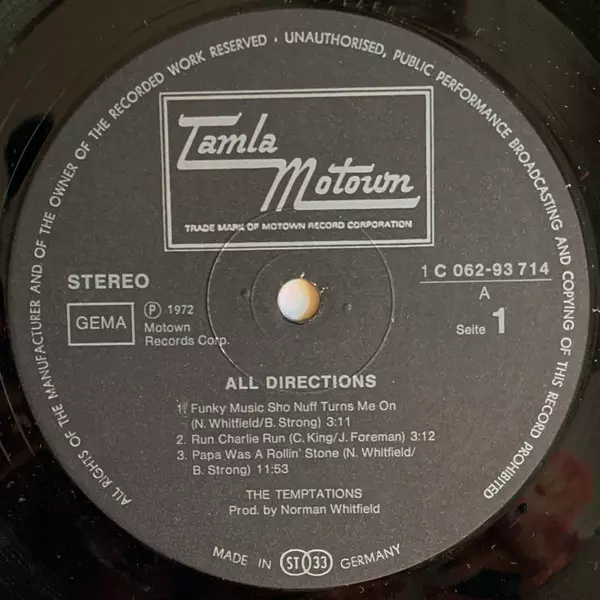 ALL RIGHTS OF THE MANUFACTURER AND OF THE OWNER OF THE RECORDED WORK RESERVED · UNAUTHORISED, PUBLIC PERFORMANCE BROADCASTING AND COPYING OF THIS RECORD PROHIBITED
Tamla
Motown
TRADE MARK OF MOTOWN RECORD CORPORATION
STEREO
GEMA
Ⓟ 1972
Motown
Records Corp.
1 C 062-93 714
A
Seite 1
ALL DIRECTIONS
1. Funky Music Sho Nuff Turns Me On
(N. Whitfield/B. Strong) 3:11
2. Run Charlie Run (C. King/J. Foreman) 3:12
3. Papa Was A Rollin' Stone (N. Whitfield/
B. Strong) 11:53
THE TEMPTATIONS
Prod. by Norman Whitfield
MADE IN ST 33 GERMANY